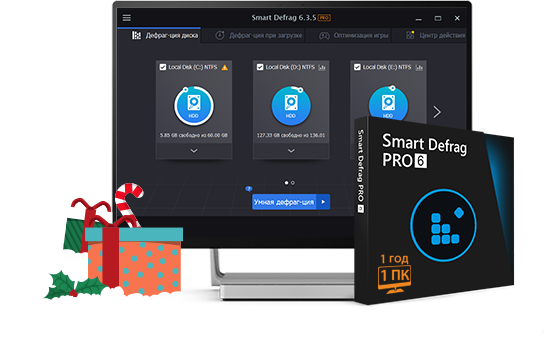 Smart Defrag 6.3.5 PRO
Дефраг-ция диска
Дефраг-ция при загрузке
Оптимизация игры
Центр действ
Local Disk (C:) NTFS
Local Disk (D:) NTFS
Local Disk (E:) NTFS
HDD
HDD
HDD
5.85 GB свободно из 60.00 GB
127.33 GB свободно из 136.01
Умная дефраг-ция
Smart Defrag
PRO 6
Smart Defrag PRO 6
1 год
1 ПК